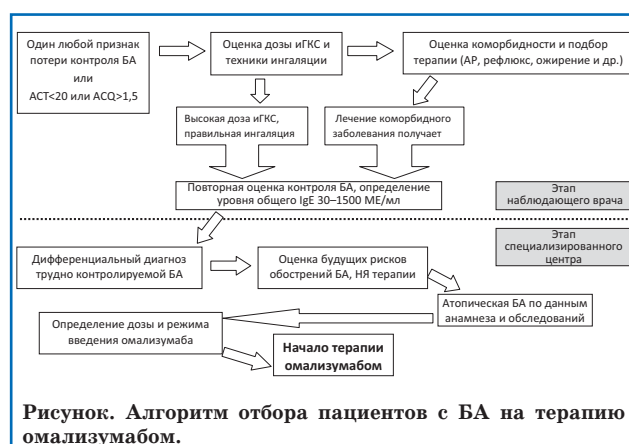 Один любой признак
потери контроля БА
или
ACT<20 или ACQ>1,5
Оценка дозы иГКС и
техники ингаляции
Оценка коморбидности и подбор
терапии (АР, рефлюкс, ожирение и др.)
Высокая доза иГКС,
правильная ингаляция
Лечение коморбидного
заболевания получает
Повторная оценка контроля БА, определение
уровня общего IgE 30–1500 МЕ/мл
Этап
наблюдающего врача
Этап
специализированного
центра
Дифференциальный диагноз
трудно контролируемой БА
Оценка будущих рисков
обострений БА, НЯ терапии
Атопическая БА по данным
анамнеза и обследований
Определение дозы и режима
введения омализумаба
Начало терапии
омализумабом
Рисунок. Алгоритм отбора пациентов с БА на терапию
омализумабом.